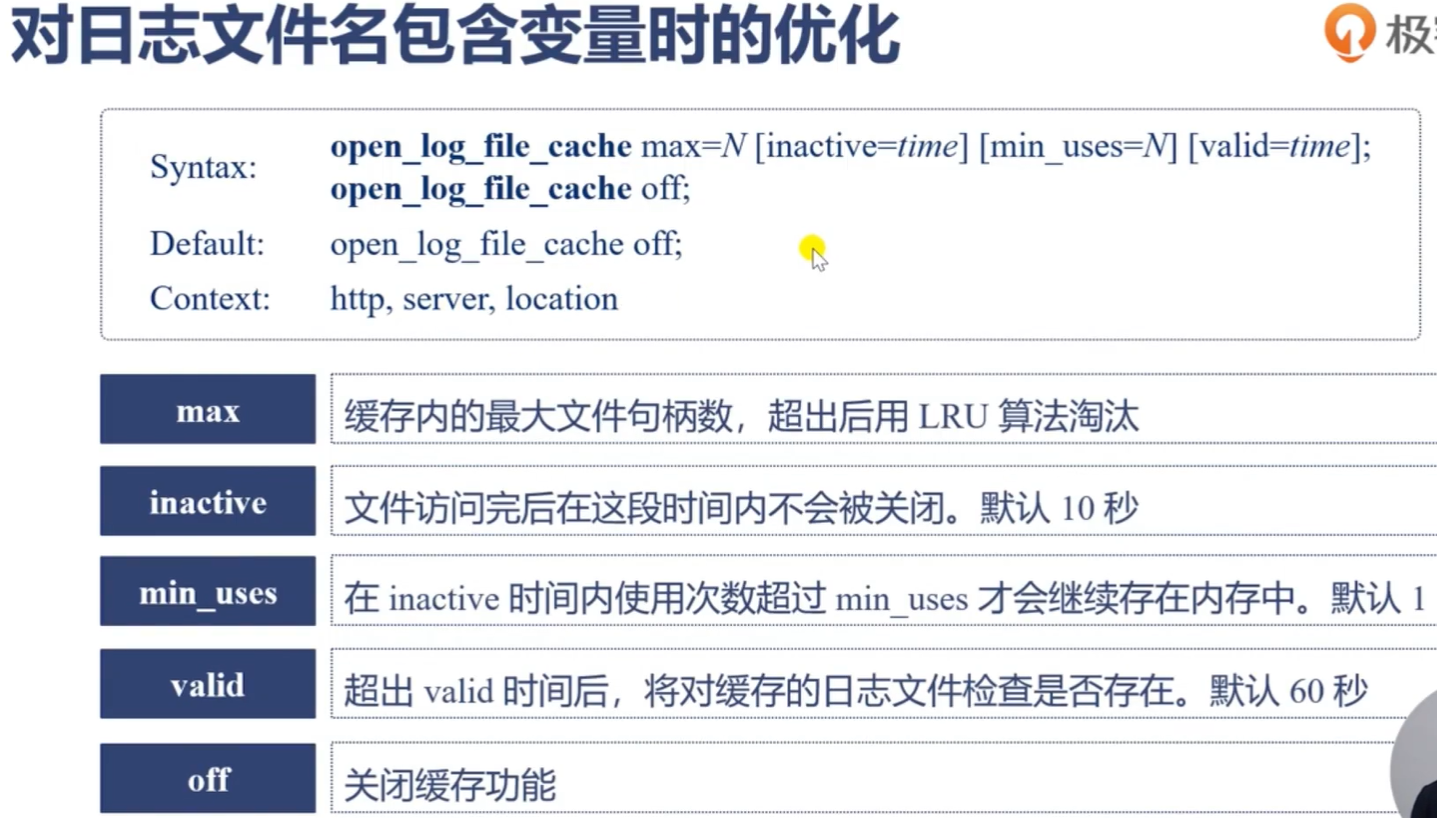 对日志文件名包含变量时的优化
极
Syntax:
open_log_file_cache max=N [inactive=time] [min_uses=N] [valid=time];
open_log_file_cache off;
Default: open_log_file_cache off;
Context: http, server, location
max 缓存内的最大文件句柄数，超出后用 LRU 算法淘汰
inactive 文件访问完后在这段时间内不会被关闭。默认 10 秒
min_uses 在 inactive 时间内使用次数超过 min_uses 才会继续存在内存中。默认 1
valid 超出 valid 时间后，将对缓存的日志文件检查是否存在。默认 60 秒
off 关闭缓存功能